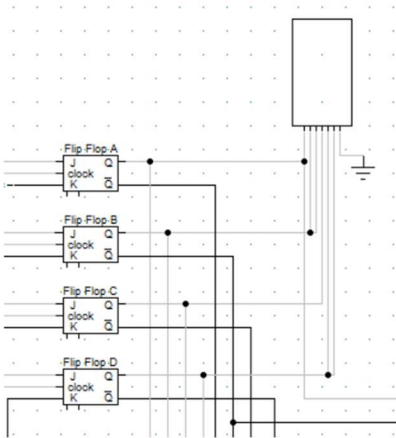 Flip Flop A
J Q
clock
K Q̅
Flip Flop B
J Q
clock
K Q̅
Flip Flop C
J Q
clock
K Q̅
Flip Flop D
J Q
clock
K Q̅